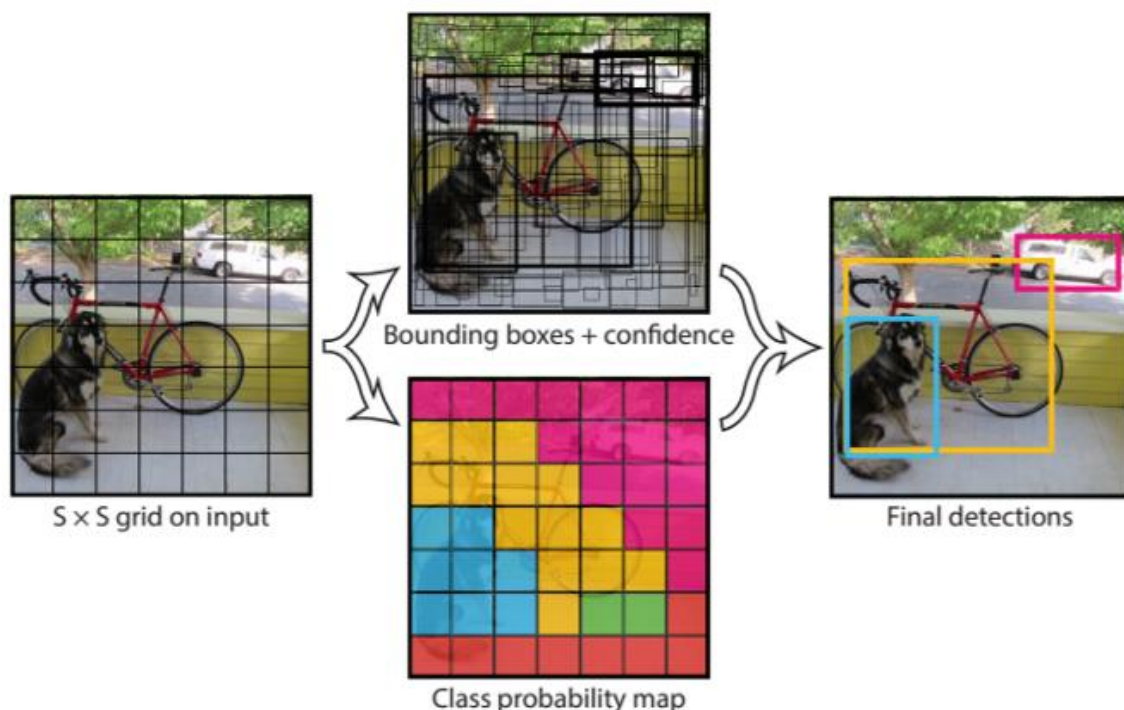 Bounding boxes + confidence
S × S grid on input
Final detections
Class probability map